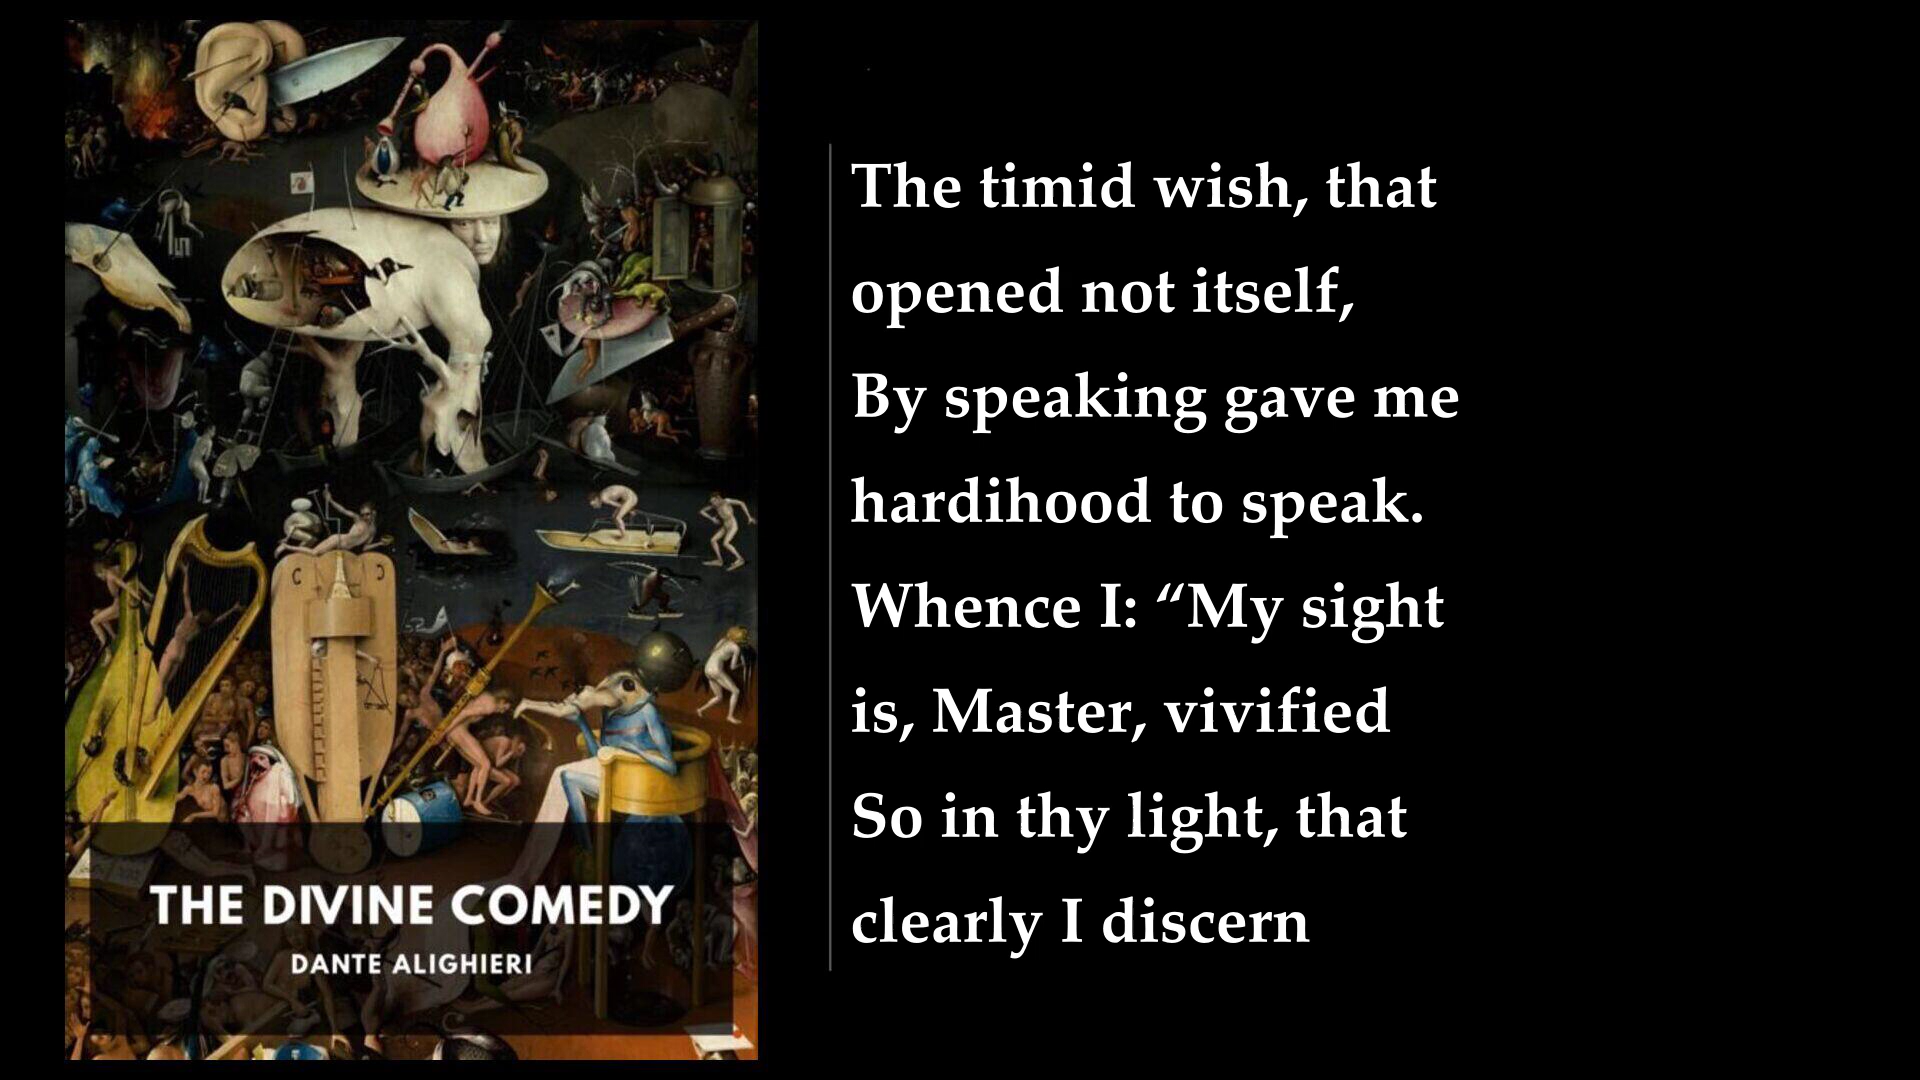 THE DIVINE COMEDY
DANTE ALIGHIERI
The timid wish, that
opened not itself,
By speaking gave me
hardihood to speak.
Whence I: “My sight
is, Master, vivified
So in thy light, that
clearly I discern